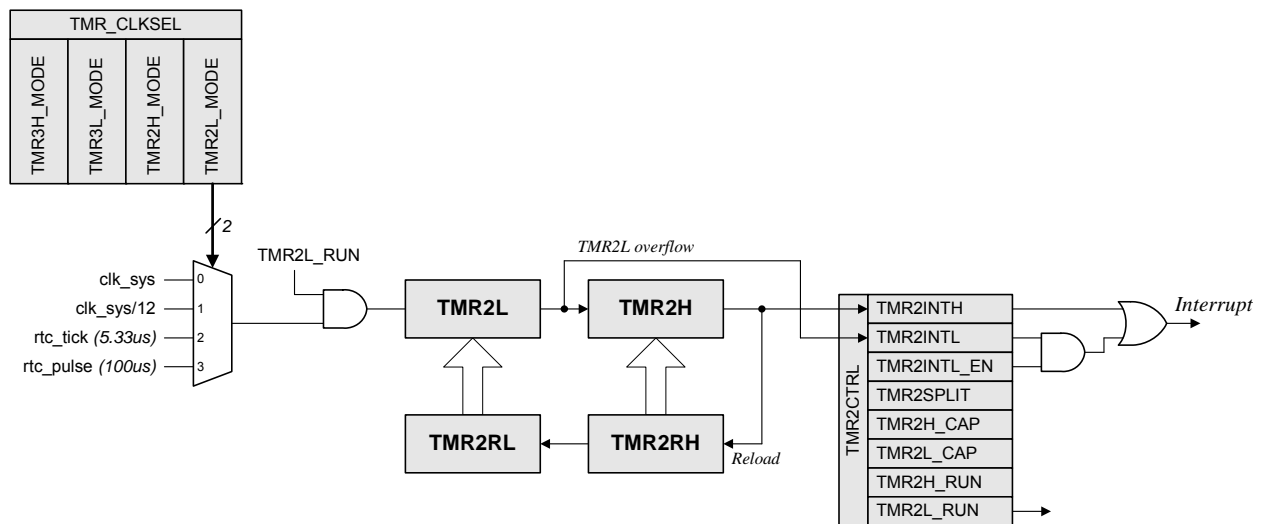 TMR_CLKSEL
TMR3H_MODE
TMR3L_MODE
TMR2H_MODE
TMR2L_MODE
2
TMR2L_RUN
clk_sys
0
clk_sys/12
1
rtc_tick (5.33us)
2
rtc_pulse (100us)
3
TMR2L overflow
TMR2L
TMR2H
TMR2RL
TMR2RH
Reload
TMR2CTRL
TMR2INTH
TMR2INTL
TMR2INTL_EN
TMR2SPLIT
TMR2H_CAP
TMR2L_CAP
TMR2H_RUN
TMR2L_RUN
Interrupt